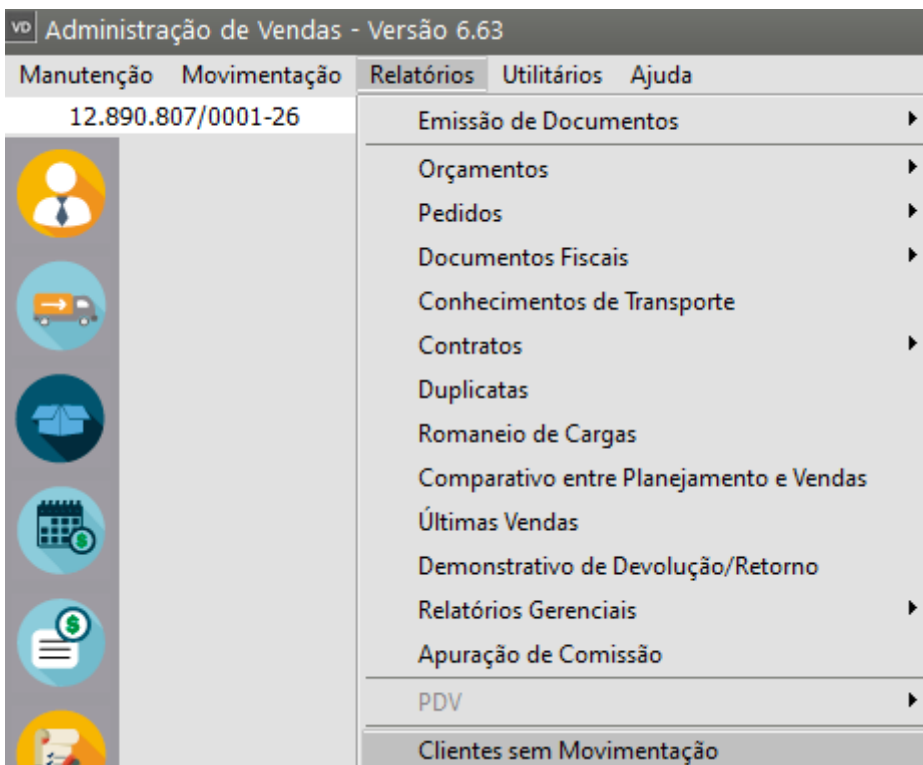 VD Administração de Vendas - Versão 6.63
Manutenção Movimentação Relatórios Utilitários Ajuda
12.890.807/0001-26
Emissão de Documentos
Orçamentos
Pedidos
Documentos Fiscais
Conhecimentos de Transporte
Contratos
Duplicatas
Romaneio de Cargas
Comparativo entre Planejamento e Vendas
Últimas Vendas
Demonstrativo de Devolução/Retorno
Relatórios Gerenciais
Apuração de Comissão
PDV
Clientes sem Movimentação